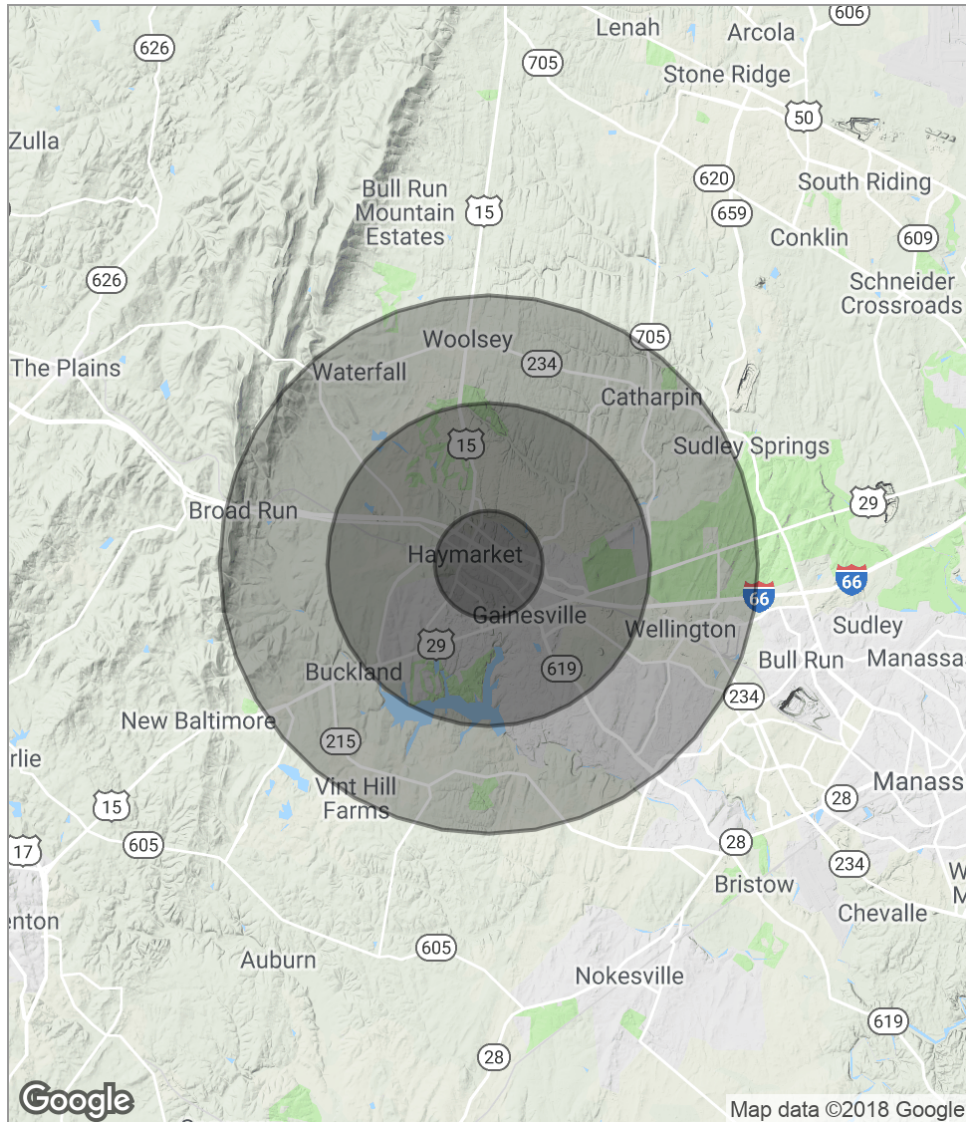 606
Lenah
Arcola
626
705
Stone Ridge
50
Zulla
620
South Riding
Bull Run
Mountain
Estates
15
659
Conklin
609
626
Schneider
Crossroads
705
Woolsey
234
The Plains
Waterfall
Catharpin
15
Sudley Springs
29
Broad Run
Haymarket
66
66
Gainesville
Wellington
Sudley
29
Bull Run
Manassas
Buckland
619
234
New Baltimore
215
rlie
Vint Hill
Farms
Manass
15
28
605
28
17
234
Bristow
W
M
Chevalle
enton
605
Auburn
Nokesville
619
28
Google
Map data ©2018 Google